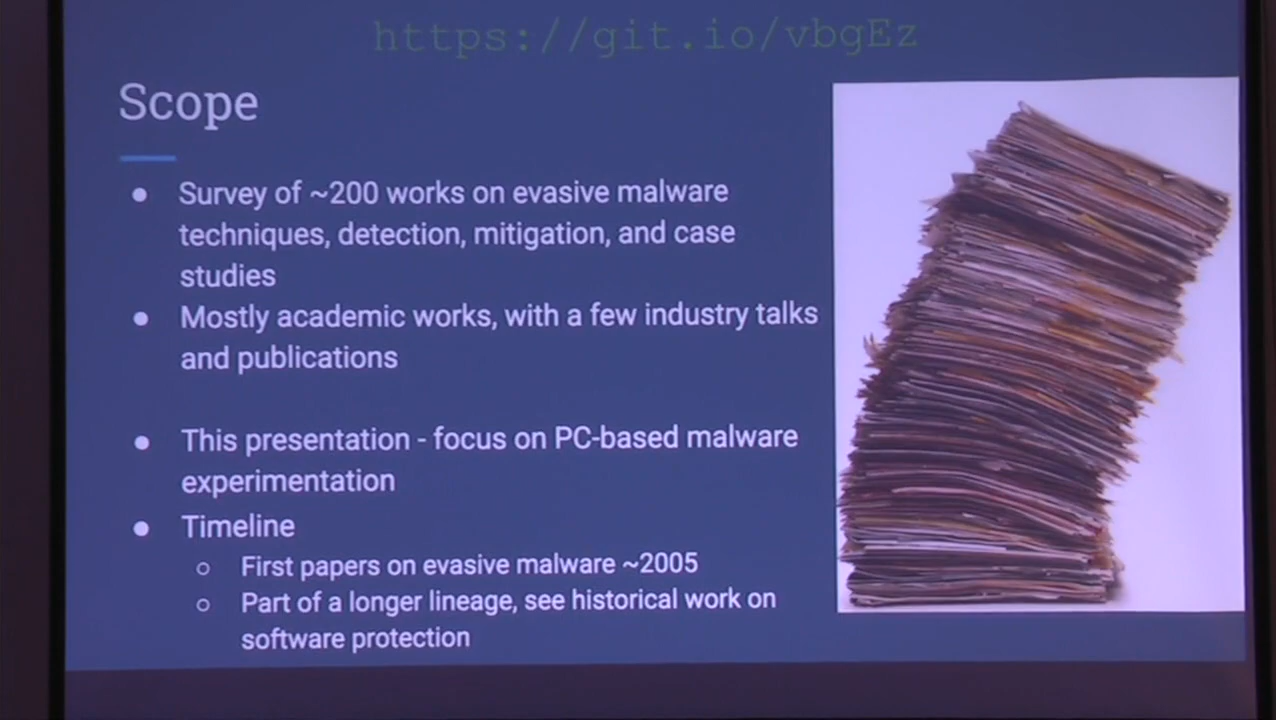 https://git.io/vbgEz
Scope
● Survey of ~200 works on evasive malware
techniques, detection, mitigation, and case
studies
● Mostly academic works, with a few industry talks
and publications
● This presentation - focus on PC-based malware
experimentation
● Timeline
○ First papers on evasive malware ~2005
○ Part of a longer lineage, see historical work on
software protection